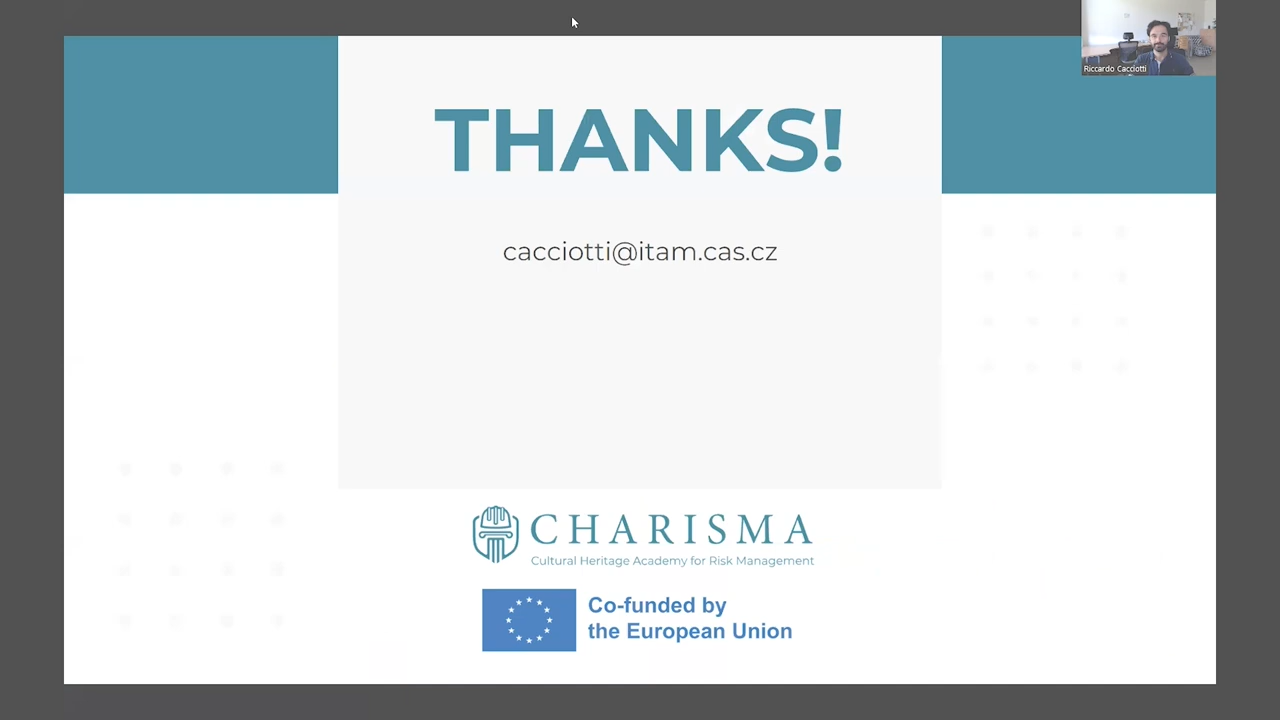 Riccardo Cacciotti
THANKS!
cacciotti@itam.cas.cz
CHARISMA
Cultural Heritage Academy for Risk Management
Co-funded by
the European Union